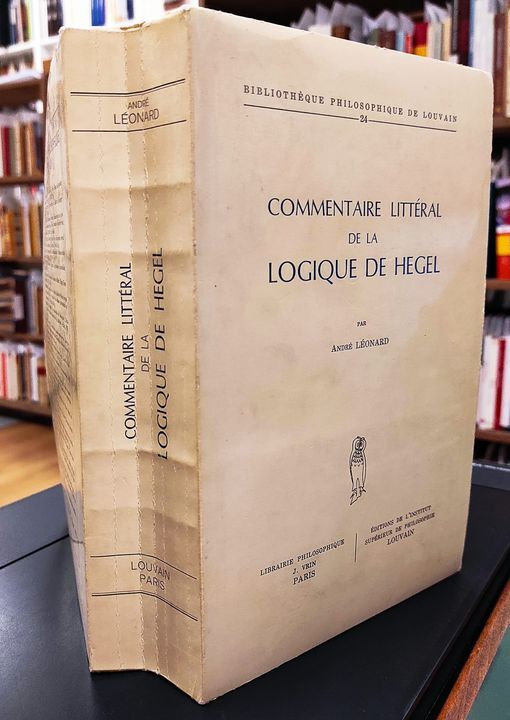 ANDRÉ
LÉONARD
COMMENTAIRE LITTÉRAL
DE LA
LOGIQUE DE HEGEL
LOUVAIN
PARIS
BIBLIOTHÈQUE PHILOSOPHIQUE DE LOUVAIN
24
COMMENTAIRE LITTÉRAL
DE LA
LOGIQUE DE HEGEL
PAR
ANDRÉ LÉONARD
LIBRAIRIE PHILOSOPHIQUE
J. VRIN
PARIS
ÉDITIONS DE L'INSTITUT
SUPÉRIEUR DE PHILOSOPHIE
LOUVAIN